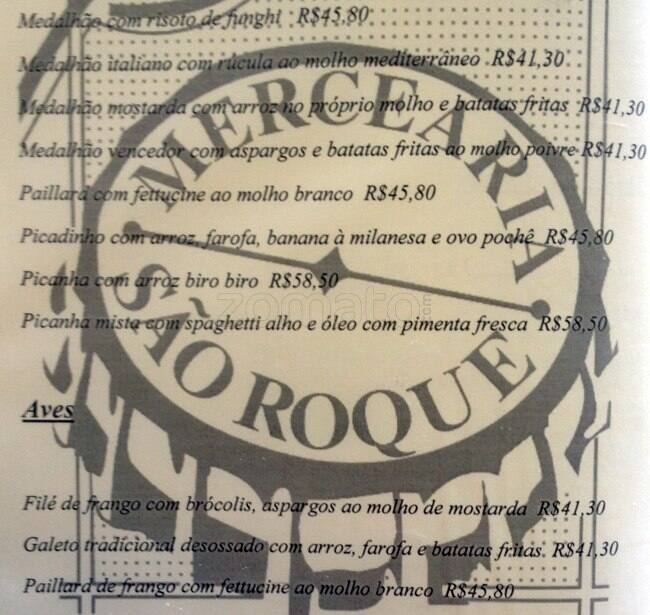 Medalhão com risoto de funghi R$45,80
Medalhão italiano com rúcula ao molho mediterrâneo R$41,30
Medalhão mostarda com arroz no próprio molho e batatas fritas R$41,30
Medalhão vencedor com aspargos e batatas fritas ao molho poivre R$41,30
Paillard com fettuçine ao molho branco R$45,80
Picadinho com arroz, farofa, banana à milanesa e ovo pochê R$45,80
Picanha com arroz biro biro R$58,50
Picanha mista com spaghetti alho e óleo com pimenta fresca R$58,50
Aves
Filé de frango com brócolis, aspargos ao molho de mostarda R$41,30
Galeto tradicional desossado com arroz, farofa e batatas fritas. R$41,30
Paillard de frango com fettucine ao molho branco R$45,80
MERCEARIA
SÃO ROQUE
zomato.com